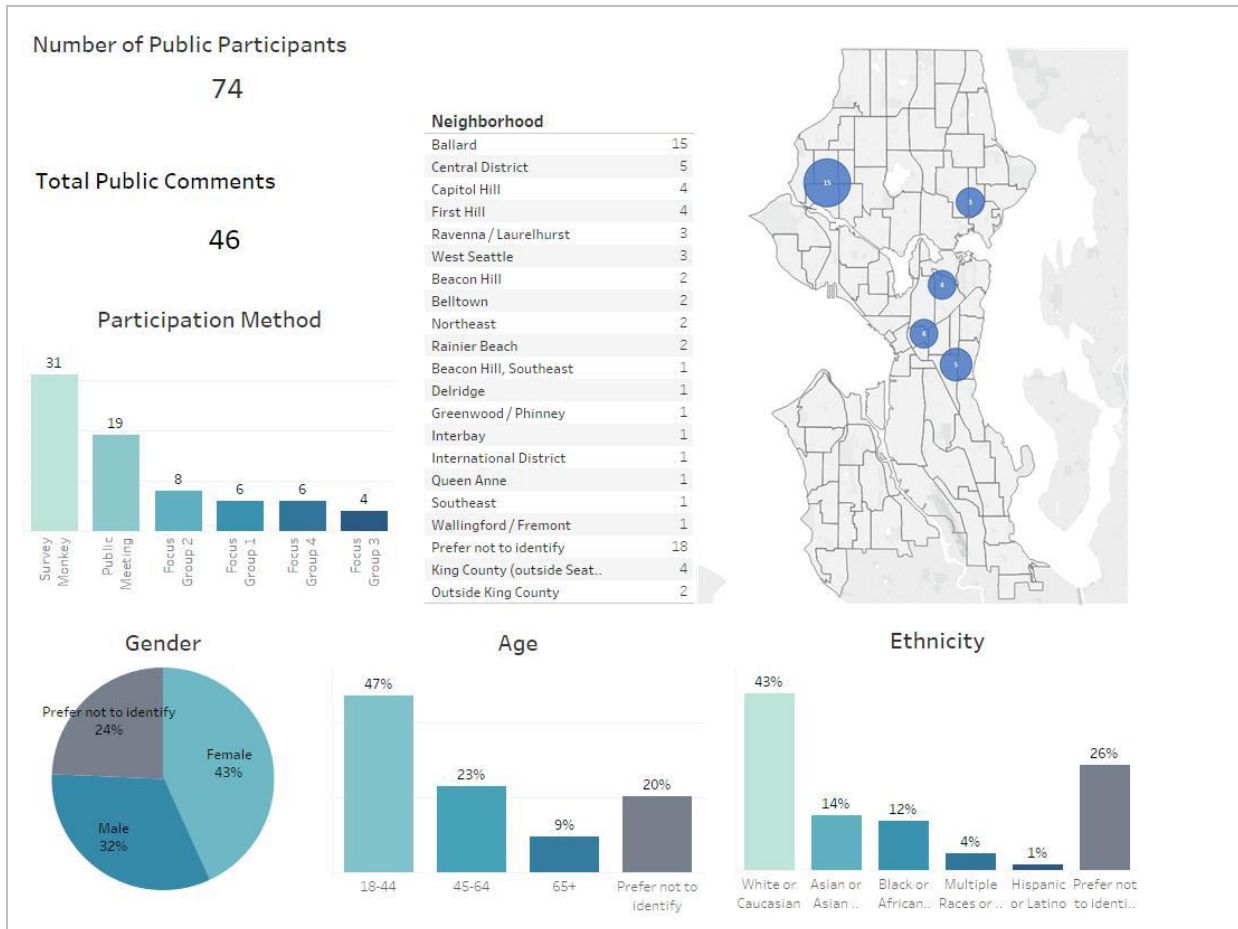 Number of Public Participants
74
Total Public Comments
46
Participation Method
31
19
8
6
6
4
Survey
Monkey
Public
Meeting
Focus
Group 2
Focus
Group 1
Focus
Group 4
Focus
Group 3
Neighborhood
Ballard 15
Central District 5
Capitol Hill 4
First Hill 4
Ravenna / Laurelhurst 3
West Seattle 3
Beacon Hill 2
Belltown 2
Northeast 2
Rainier Beach 2
Beacon Hill, Southeast 1
Delridge 1
Greenwood / Phinney 1
Interbay 1
International District 1
Queen Anne 1
Southeast 1
Wallingford / Fremont 1
Prefer not to identify 18
King County (outside Seat.. 4
Outside King County 2
15
3
4
4
5
Gender
Prefer not to identify
24%
Female
43%
Male
32%
Age
47%
23%
9%
20%
18-44
45-64
65+
Prefer not to
identify
Ethnicity
43%
14%
12%
4%
1%
26%
White or
Caucasian
Asian or
Asian ..
Black or
African..
Multiple
Races or ..
Hispanic
or Latino
Prefer not
to identi..